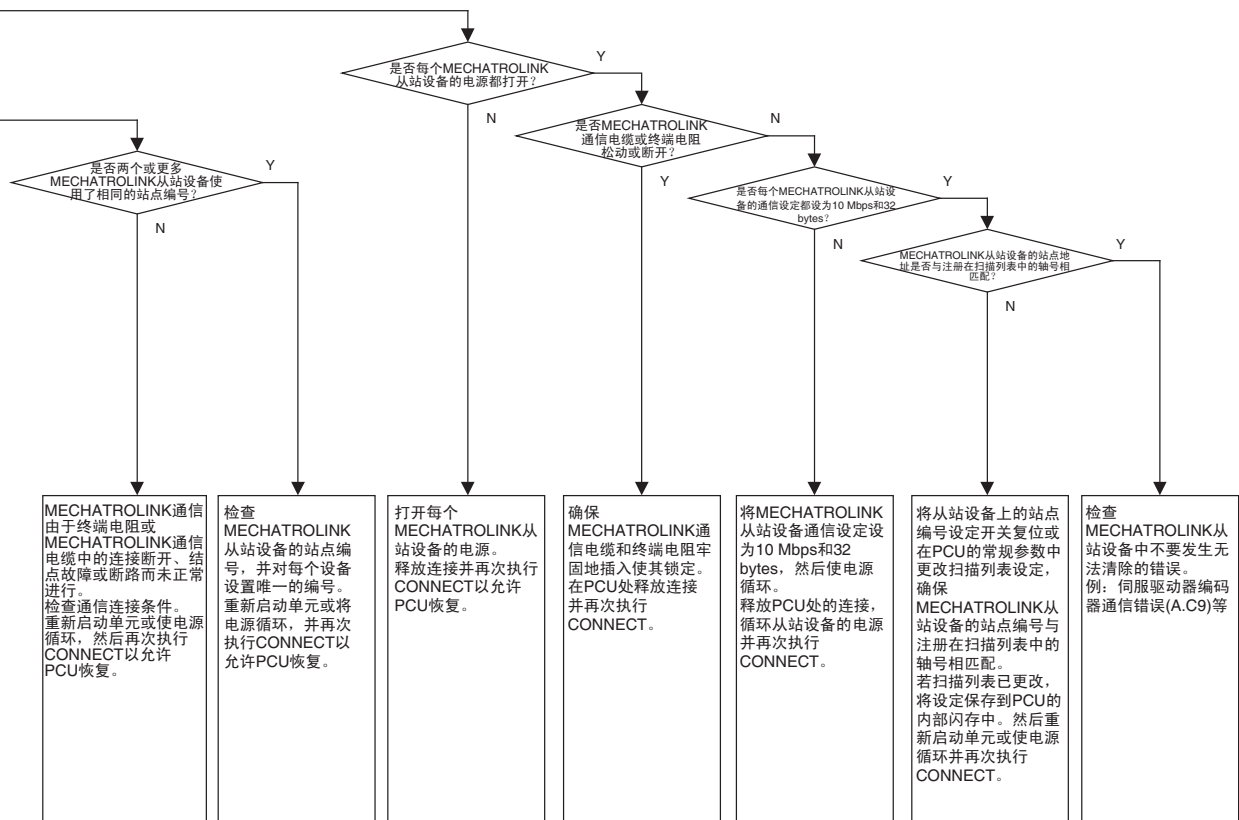 是否每个MECHATROLINK
从站设备的电源都打开？
Y
N
是否MECHATROLINK
通信电缆或终端电阻
松动或断开？
N
Y
是否两个或更多
MECHATROLINK从站设备使
用了相同的站点编号？
Y
N
是否每个MECHATROLINK从站设
备的通信设定都设为10 Mbps和32
bytes？
Y
N
MECHATROLINK从站设备的站点地
址是否与注册在扫描列表中的轴号相
匹配？
Y
N
MECHATROLINK通信
由于终端电阻或
MECHATROLINK通信
电缆中的连接断开、结
点故障或断路而未正常
进行。
检查通信连接条件。
重新启动单元或使电源
循环，然后再次执行
CONNECT以允许
PCU恢复。
检查
MECHATROLINK
从站设备的站点编
号，并对每个设备
设置唯一的编号。
重新启动单元或将
电源循环，并再次
执行CONNECT以
允许PCU恢复。
打开每个
MECHATROLINK从
站设备的电源。
释放连接并再次执行
CONNECT以允许
PCU恢复。
确保
MECHATROLINK通
信电缆和终端电阻牢
固地插入使其锁定。
在PCU处释放连接
并再次执行
CONNECT。
将MECHATROLINK
从站设备通信设定设
为10 Mbps和32
bytes，然后使电源
循环。
释放PCU处的连接，
循环从站设备的电源
并再次执行
CONNECT。
将从站设备上的站点
编号设定开关复位或
在PCU的常规参数中
更改扫描列表设定，
确保
MECHATROLINK从
站设备的站点编号与
注册在扫描列表中的
轴号相匹配。
若扫描列表已更改，
将设定保存到PCU的
内部闪存中。然后重
新启动单元或使电源
循环并再次执行
CONNECT。
检查
MECHATROLINK从
站设备中不要发生无
法清除的错误。
例：伺服驱动器编码
器通信错误(A.C9)等